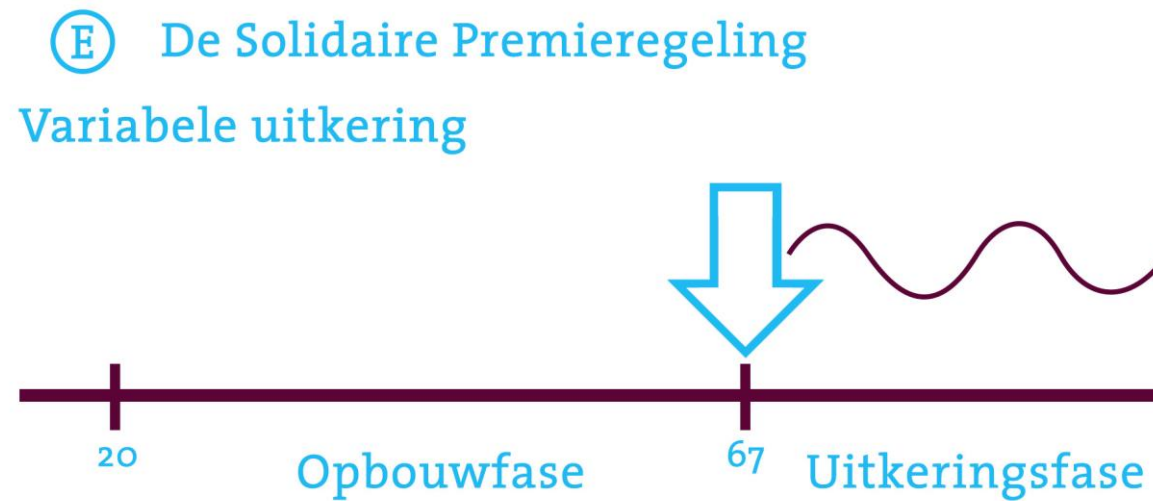 E De Solidaire Premieregeling
Variabele uitkering
20 67
Opbouwfase Uitkeringsfase